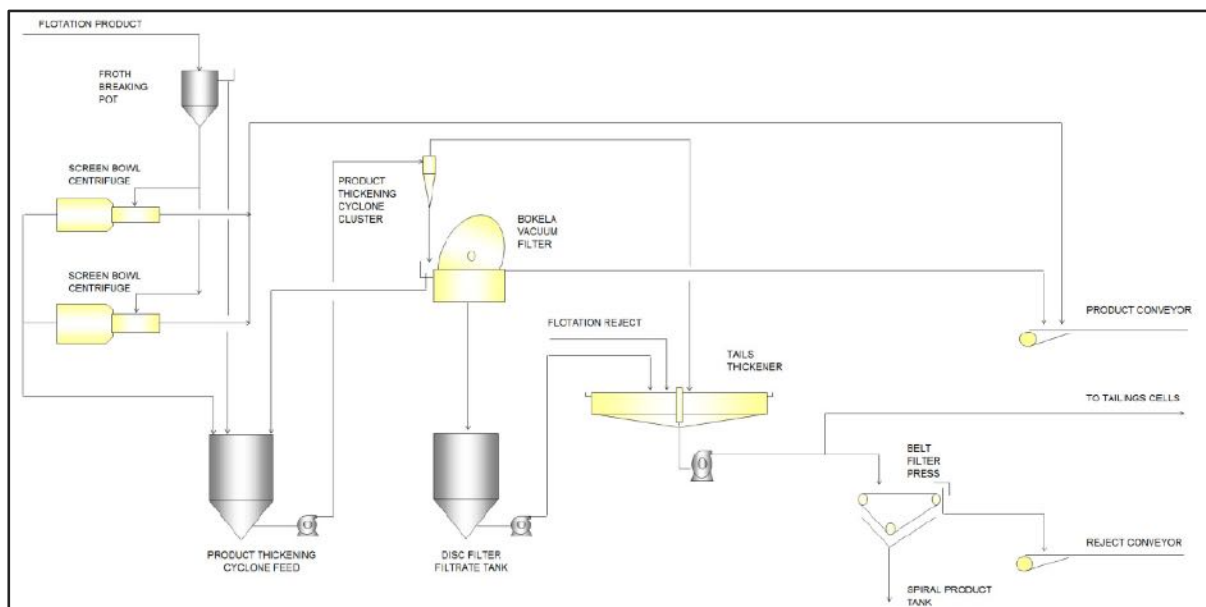 FLOTATION PRODUCT
FROTH
BREAKING
POT
SCREEN BOWL
CENTRIFUGE
PRODUCT
THICKENING
CYCLONE
CLUSTER
BOKELA
VACUUM
FILTER
SCREEN BOWL
CENTRIFUGE
PRODUCT CONVEYOR
FLOTATION REJECT
TAILS
THICKENER
TO TAILINGS CELLS
BELT
FILTER
PRESS
PRODUCT THICKENING
CYCLONE FEED
DISC FILTER
FILTRATE TANK
REJECT CONVEYOR
SPIRAL PRODUCT
TANK